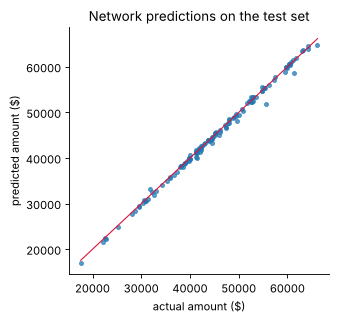 Network predictions on the test set
predicted amount ($)
60000
50000
40000
30000
20000
20000 30000 40000 50000 60000
actual amount ($)